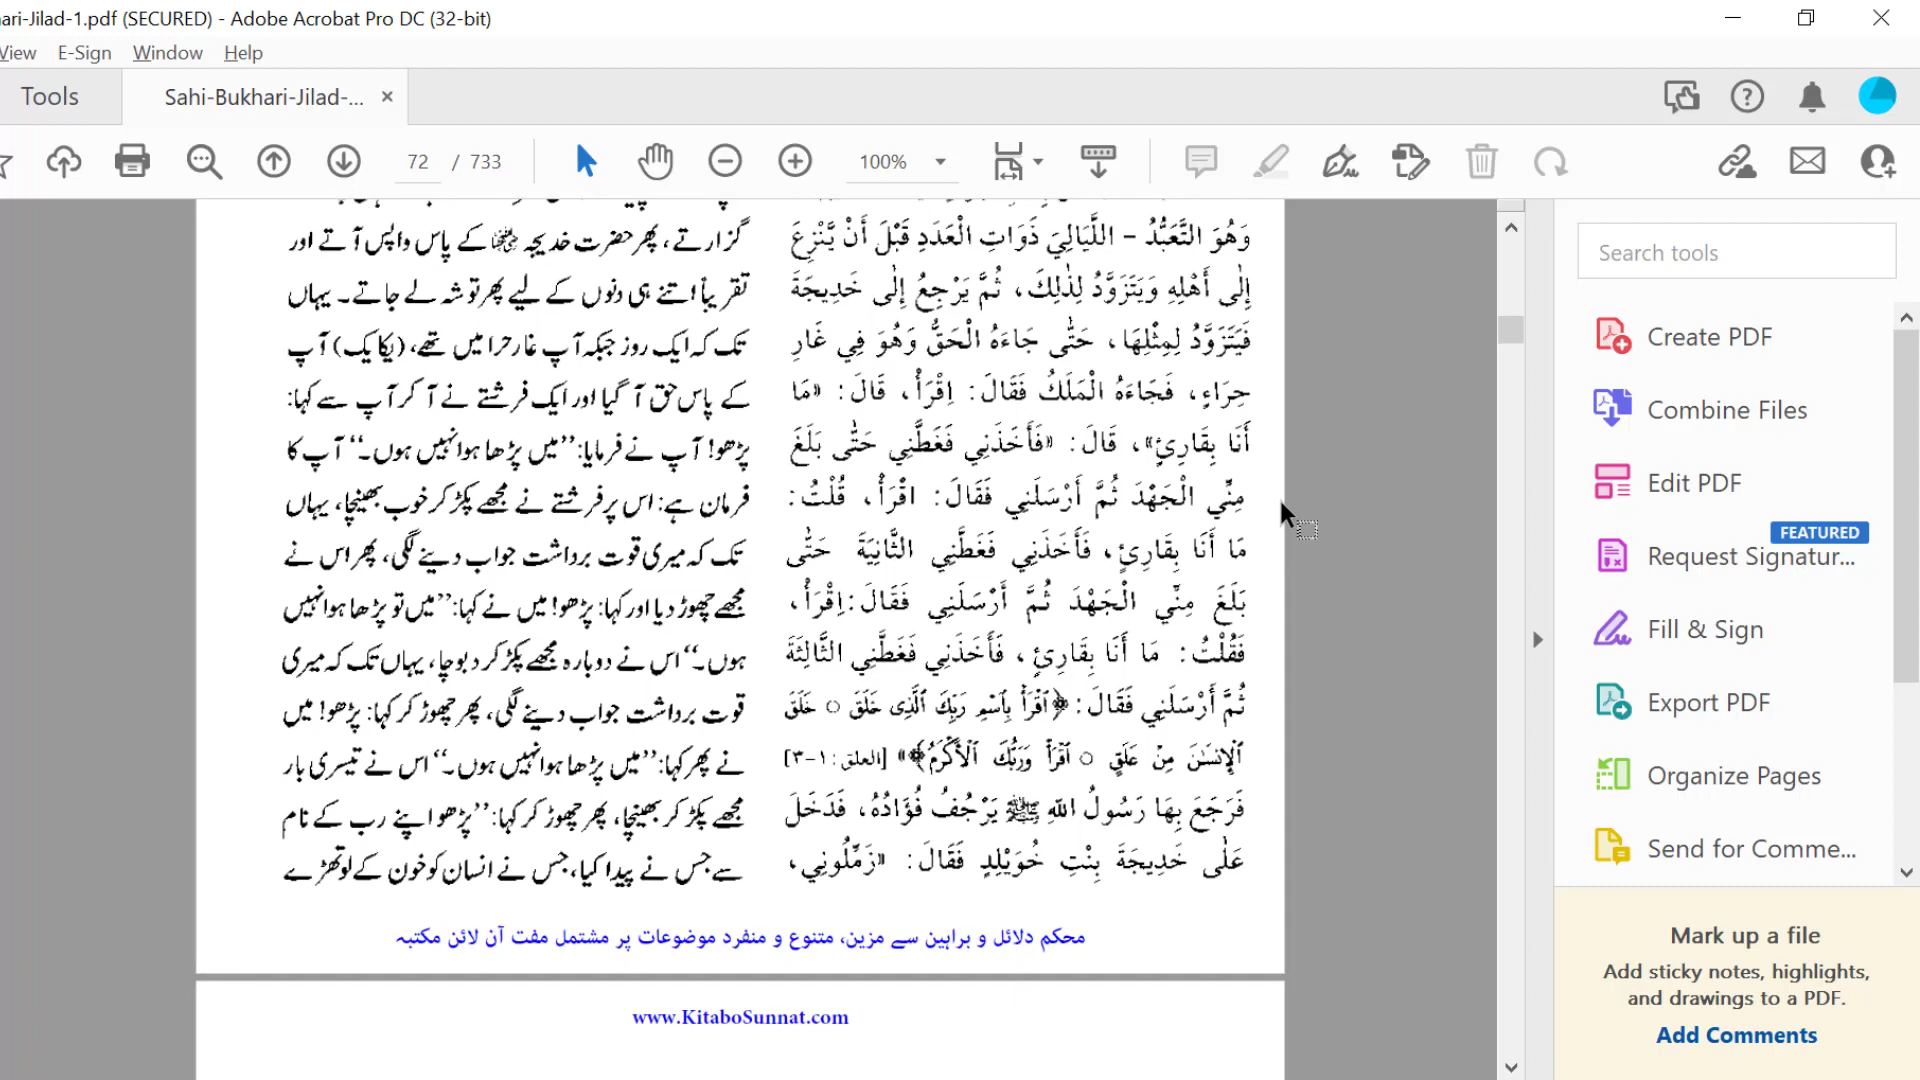 ari-Jilad-1.pdf (SECURED) - Adobe Acrobat Pro DC (32-bit)
View E-Sign Window Help
Tools Sahi-Bukhari-Jilad-... ×
72 / 733 100%
وَهُوَ التَّعَبُّدُ - اللَّيَالِيَ ذَوَاتِ الْعَدَدِ قَبْلَ أَنْ يَّنْزِعَ
إِلٰى أَهْلِهِ وَيَتَزَوَّدُ لِذٰلِكَ، ثُمَّ يَرْجِعُ إِلٰى خَدِيجَةَ
فَيَتَزَوَّدُ لِمِثْلِهَا، حَتّٰى جَاءَهُ الْحَقُّ وَهُوَ فِي غَارِ
حِرَاءٍ، فَجَاءَهُ الْمَلَكُ فَقَالَ: اِقْرَأْ، قَالَ: «مَا
أَنَا بِقَارِئٍ»، قَالَ: «فَأَخَذَنِي فَغَطَّنِي حَتّٰى بَلَغَ
مِنِّي الْجَهْدَ ثُمَّ أَرْسَلَنِي فَقَالَ: اقْرَأْ، قُلْتُ:
مَا أَنَا بِقَارِئٍ، فَأَخَذَنِي فَغَطَّنِي الثَّانِيَةَ حَتّٰى
بَلَغَ مِنِّي الْجَهْدَ ثُمَّ أَرْسَلَنِي فَقَالَ: اِقْرَأْ،
فَقُلْتُ: مَا أَنَا بِقَارِئٍ، فَأَخَذَنِي فَغَطَّنِي الثَّالِثَةَ
ثُمَّ أَرْسَلَنِي فَقَالَ: ﴿ٱقْرَأْ بِٱسْمِ رَبِّكَ ٱلَّذِى خَلَقَ ○ خَلَقَ
ٱلْإِنسَٰنَ مِنْ عَلَقٍ ○ ٱقْرَأْ وَرَبُّكَ ٱلْأَكْرَمُ﴾» [العلق: ١-٣]
فَرَجَعَ بِهَا رَسُولُ اللهِ ﷺ يَرْجُفُ فُؤَادُهُ، فَدَخَلَ
عَلٰى خَدِيجَةَ بِنْتِ خُوَيْلِدٍ فَقَالَ: «زَمِّلُونِي،
گزارتے، پھر حضرت خدیجہ ؓ کے پاس واپس آتے اور
تقریباً اتنے ہی دنوں کے لیے پھر توشہ لے جاتے۔ یہاں
تک کہ ایک روز جبکہ آپ غار حرا میں تھے، (یکایک) آپ
کے پاس حق آ گیا اور ایک فرشتے نے آ کر آپ سے کہا:
پڑھو! آپ نے فرمایا: ’’میں پڑھا ہوا نہیں ہوں۔‘‘ آپ کا
فرمان ہے: اس پر فرشتے نے مجھے پکڑ کر خوب بھینچا، یہاں
تک کہ میری قوت برداشت جواب دینے لگی، پھر اس نے
مجھے چھوڑ دیا اور کہا: پڑھو! میں نے کہا: ’’میں تو پڑھا ہوا نہیں
ہوں۔‘‘ اس نے دوبارہ مجھے پکڑ کر دبوچا، یہاں تک کہ میری
قوت برداشت جواب دینے لگی، پھر چھوڑ کر کہا: پڑھو! میں
نے پھر کہا: ’’میں پڑھا ہوا نہیں ہوں۔‘‘ اس نے تیسری بار
مجھے پکڑ کر بھینچا، پھر چھوڑ کر کہا: ’’پڑھو اپنے رب کے نام
سے جس نے پیدا کیا، جس نے انسان کو خون کے لوتھڑے
محکم دلائل و براہین سے مزین، متنوع و منفرد موضوعات پر مشتمل مفت آن لائن مکتبہ
www.KitaboSunnat.com
Search tools
Create PDF
Combine Files
Edit PDF
FEATURED
Request Signatur...
Fill & Sign
Export PDF
Organize Pages
Send for Comme...
Mark up a file
Add sticky notes, highlights,
and drawings to a PDF.
Add Comments